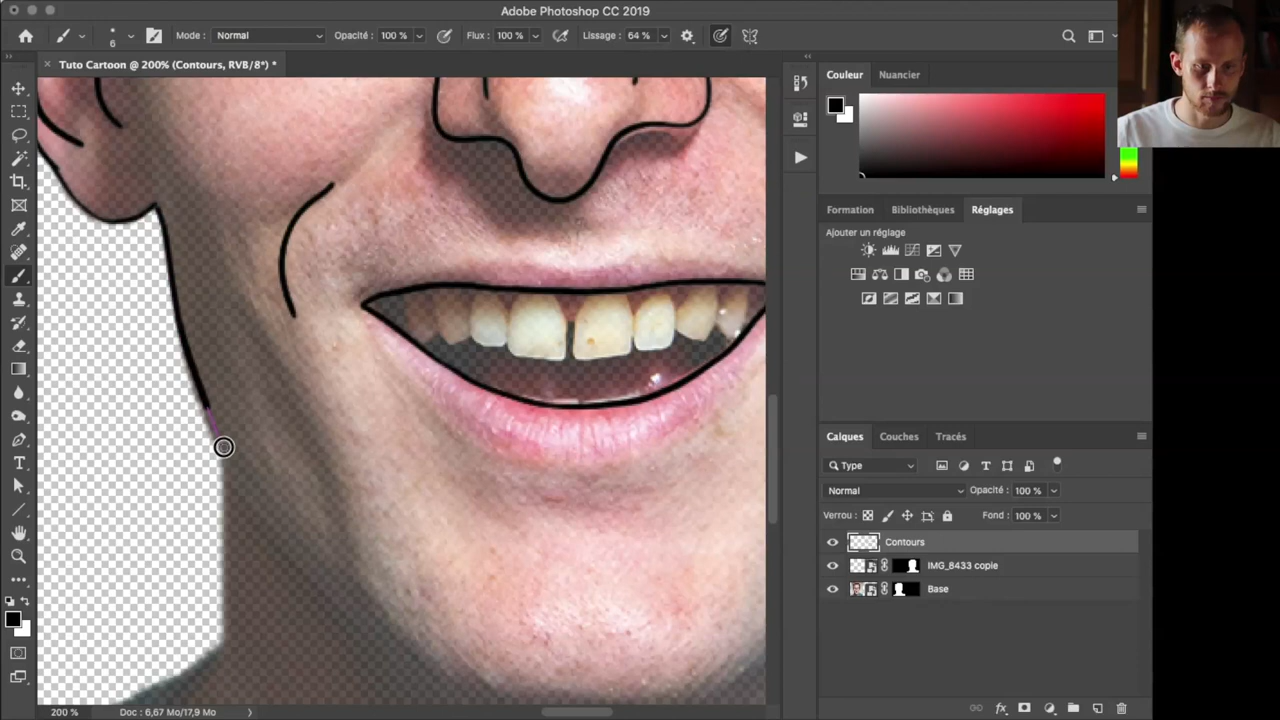 Adobe Photoshop CC 2019
6 Mode : Normal Opacité : 100 % Flux : 100 % Lissage : 64 %
Tuto Cartoon @ 200% (Contours, RVB/8*) *
Couleur Nuancier
Formation Bibliothèques Réglages
Ajouter un réglage
Calques Couches Tracés
Type
Normal Opacité : 100 %
Verrou : Fond : 100 %
Contours
IMG_8433 copie
Base
200 % Doc : 6,67 Mo/17,9 Mo